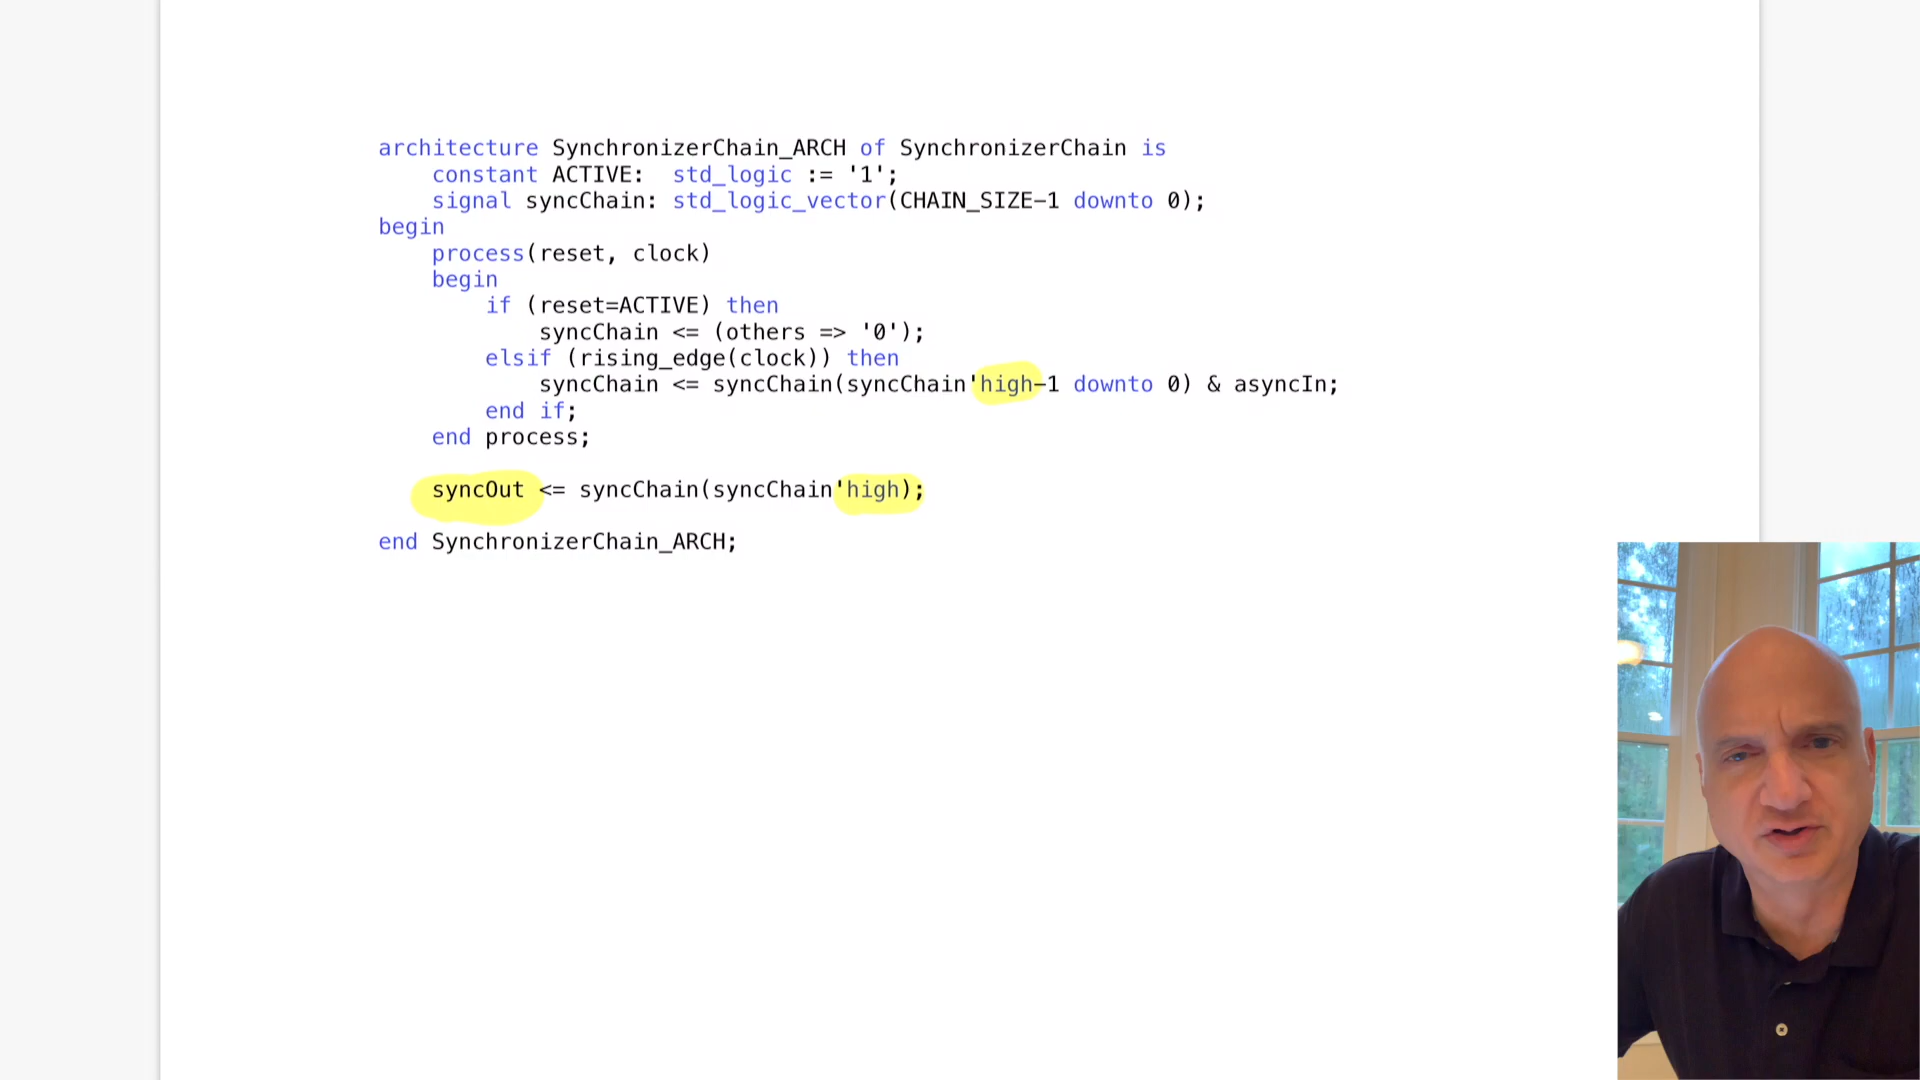 architecture SynchronizerChain_ARCH of SynchronizerChain is
    constant ACTIVE:  std_logic := '1';
    signal syncChain: std_logic_vector(CHAIN_SIZE-1 downto 0);
begin
    process(reset, clock)
    begin
        if (reset=ACTIVE) then
            syncChain <= (others => '0');
        elsif (rising_edge(clock)) then
            syncChain <= syncChain(syncChain'high-1 downto 0) & asyncIn;
        end if;
    end process;
    syncOut <= syncChain(syncChain'high);
end SynchronizerChain_ARCH;